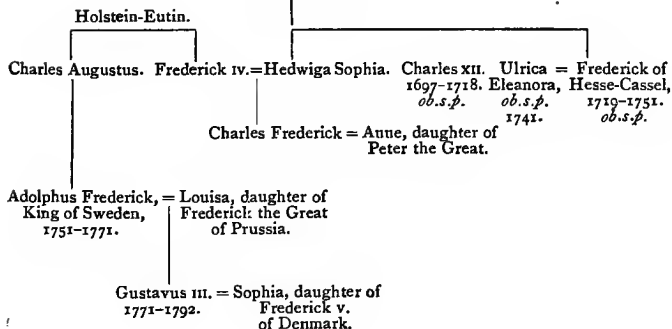 Holstein-Eutin.
Charles Augustus. Frederick IV. = Hedwiga Sophia. Charles XII. Ulrica = Frederick of
1697-1718. Eleanora, Hesse-Cassel,
ob.s.p. ob.s.p. 1719-1751.
1741. ob.s.p.
Charles Frederick = Anne, daughter of
Peter the Great.
Adolphus Frederick, = Louisa, daughter of
King of Sweden, Frederick the Great
1751-1771. of Prussia.
Gustavus III. = Sophia, daughter of
1771-1792. Frederick V.
of Denmark.